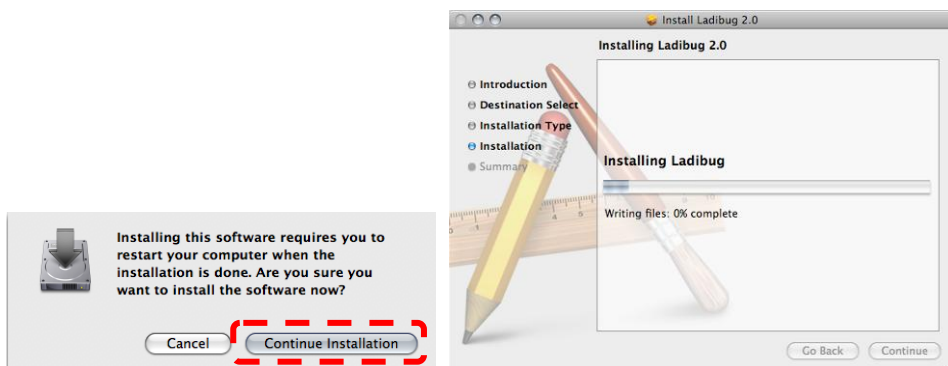 Installing this software requires you to
restart your computer when the
installation is done. Are you sure you
want to install the software now?
Cancel
Continue Installation
Install Ladibug 2.0
Installing Ladibug 2.0
Introduction
Destination Select
Installation Type
Installation
Summary
Installing Ladibug
Writing files: 0% complete
Go Back
Continue